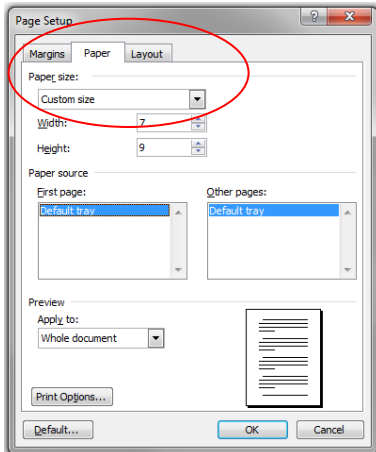 Page Setup
Margins Paper Layout
Paper size:
Custom size
Width: 7
Height: 9
Paper source
First page: Other pages:
Default tray Default tray
Preview
Apply to:
Whole document
Print Options...
Default... OK Cancel